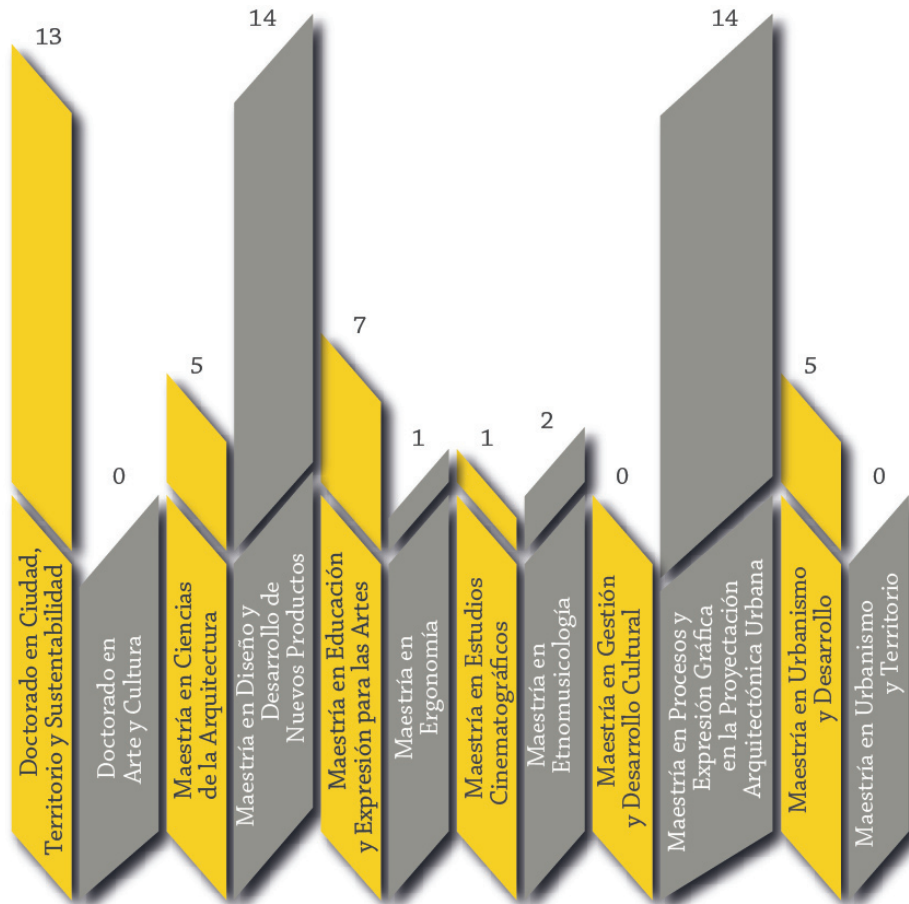 13
0
5
14
7
1
1
2
0
14
5
0
Doctorado en Ciudad,
Territorio y Sustentabilidad
Doctorado en
Arte y Cultura
Maestría en Ciencias
de la Arquitectura
Maestría en Diseño y
Desarrollo de
Nuevos Productos
Maestría en Educación
y Expresión para las Artes
Maestría en
Ergonomía
Maestría en Estudios
Cinematográficos
Maestría en
Etnomusicología
Maestría en Gestión
y Desarrollo Cultural
Maestría en Procesos y
Expresión Gráfica
en la Proyectación
Arquitectónica Urbana
Maestría en Urbanismo
y Desarrollo
Maestría en Urbanismo
y Territorio